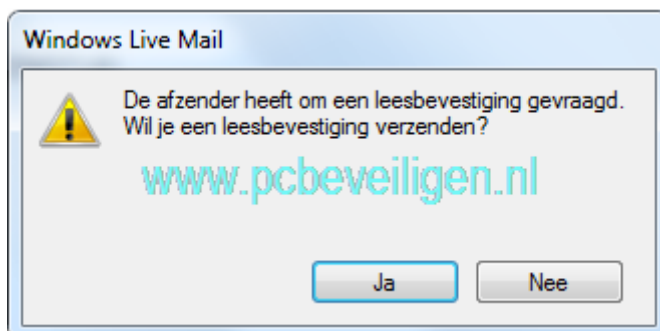 Windows Live Mail
De afzender heeft om een leesbevestiging gevraagd.
Wil je een leesbevestiging verzenden?
www.pcbeveiligen.nl
Ja
Nee